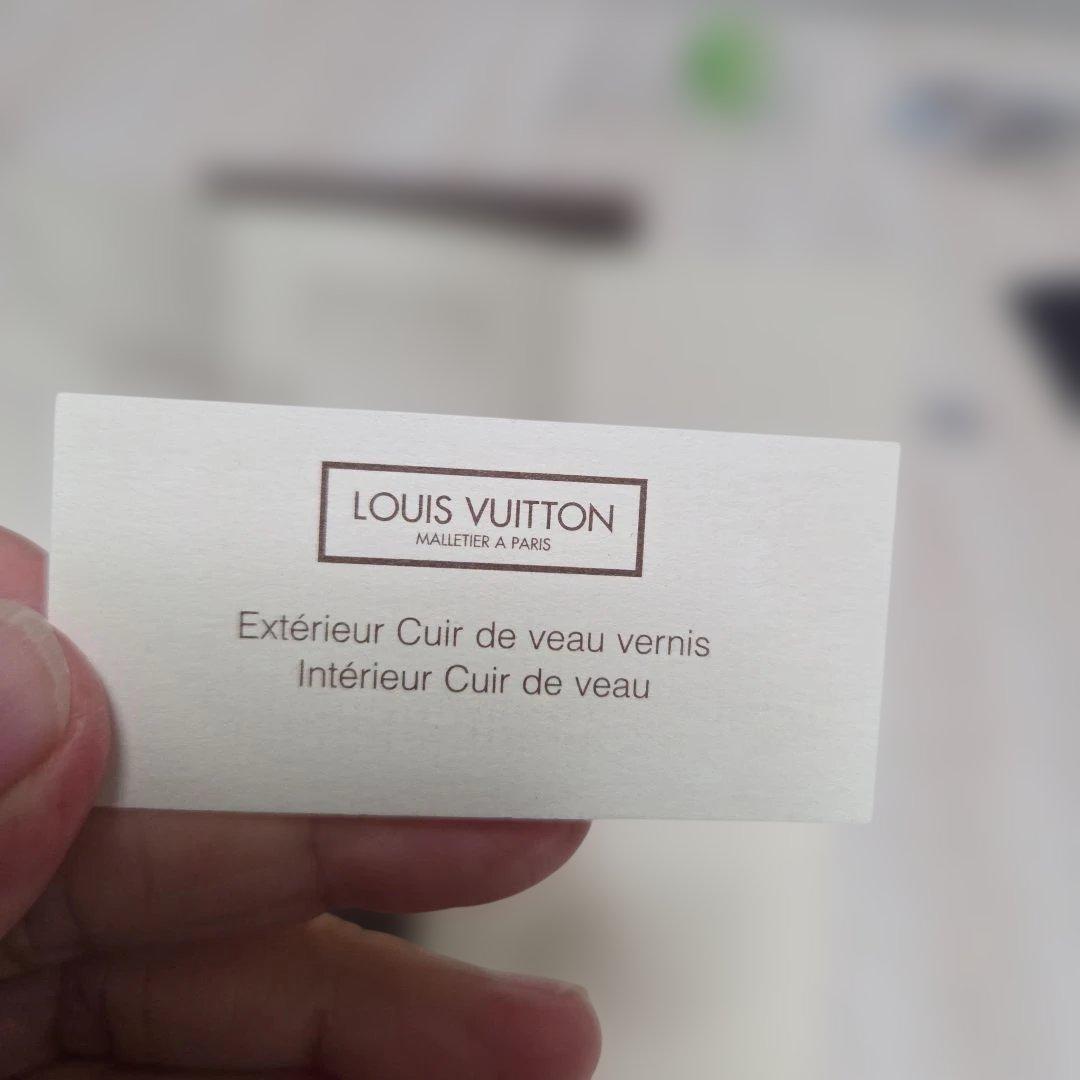 LOUIS VUITTON
MALLETIER A PARIS
Extérieur Cuir de veau vernis
Intérieur Cuir de veau